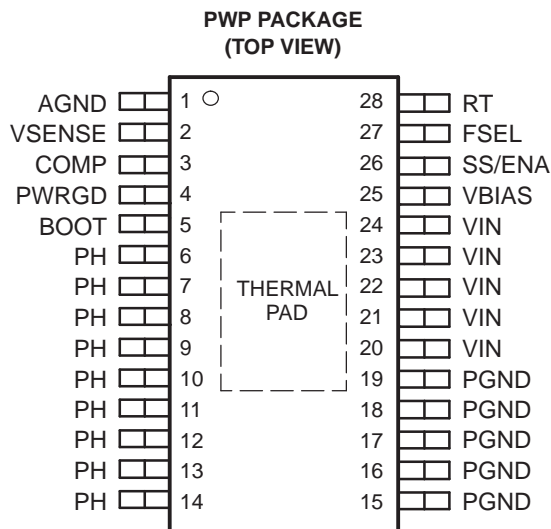 PWP PACKAGE
(TOP VIEW)
AGND 1 28 RT
VSENSE 2 27 FSEL
COMP 3 26 SS/ENA
PWRGD 4 25 VBIAS
BOOT 5 24 VIN
PH 6 23 VIN
PH 7 22 VIN
PH 8 21 VIN
PH 9 20 VIN
PH 10 19 PGND
PH 11 18 PGND
PH 12 17 PGND
PH 13 16 PGND
PH 14 15 PGND
THERMAL
PAD